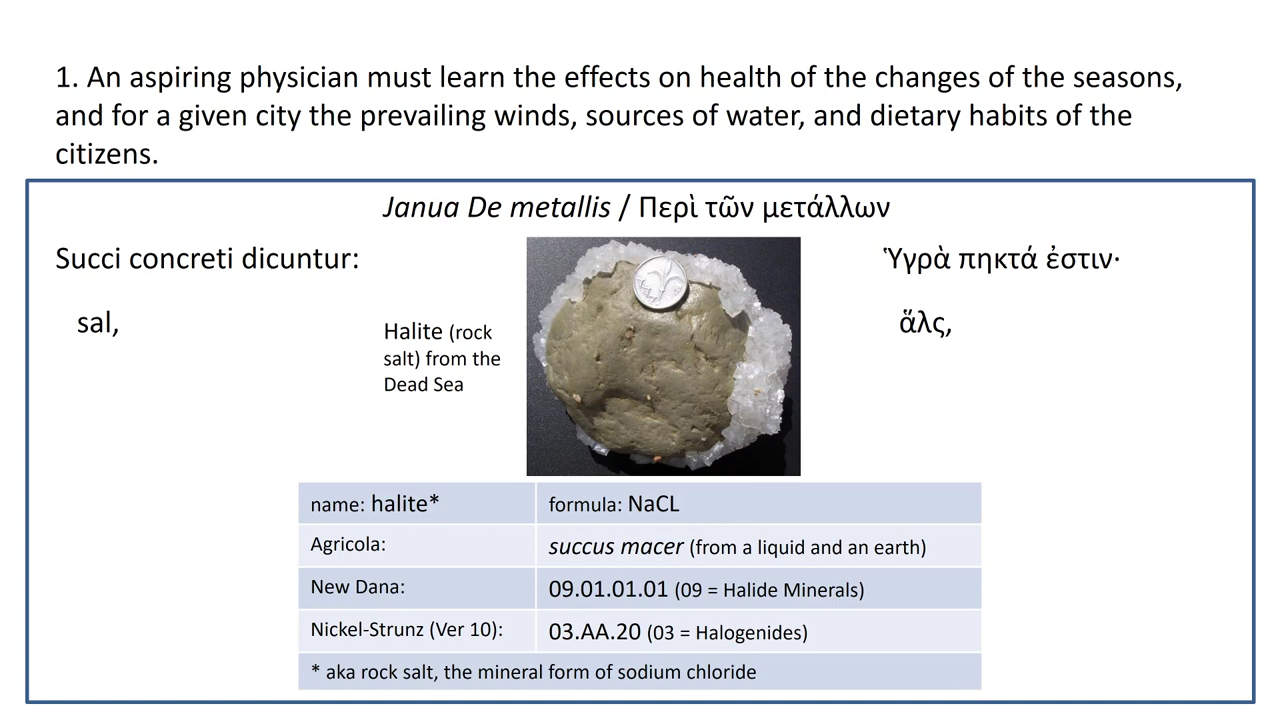 1. An aspiring physician must learn the effects on health of the changes of the seasons,
and for a given city the prevailing winds, sources of water, and dietary habits of the
citizens.
Janua De metallis / Περὶ τῶν μετάλλων
Succi concreti dicuntur:
Ὑγρὰ πηκτά ἐστιν·
sal,
ἅλς,
Halite (rock
salt) from the
Dead Sea
name: halite*
formula: NaCL
Agricola:
succus macer (from a liquid and an earth)
New Dana:
09.01.01.01 (09 = Halide Minerals)
Nickel-Strunz (Ver 10):
03.AA.20 (03 = Halogenides)
* aka rock salt, the mineral form of sodium chloride